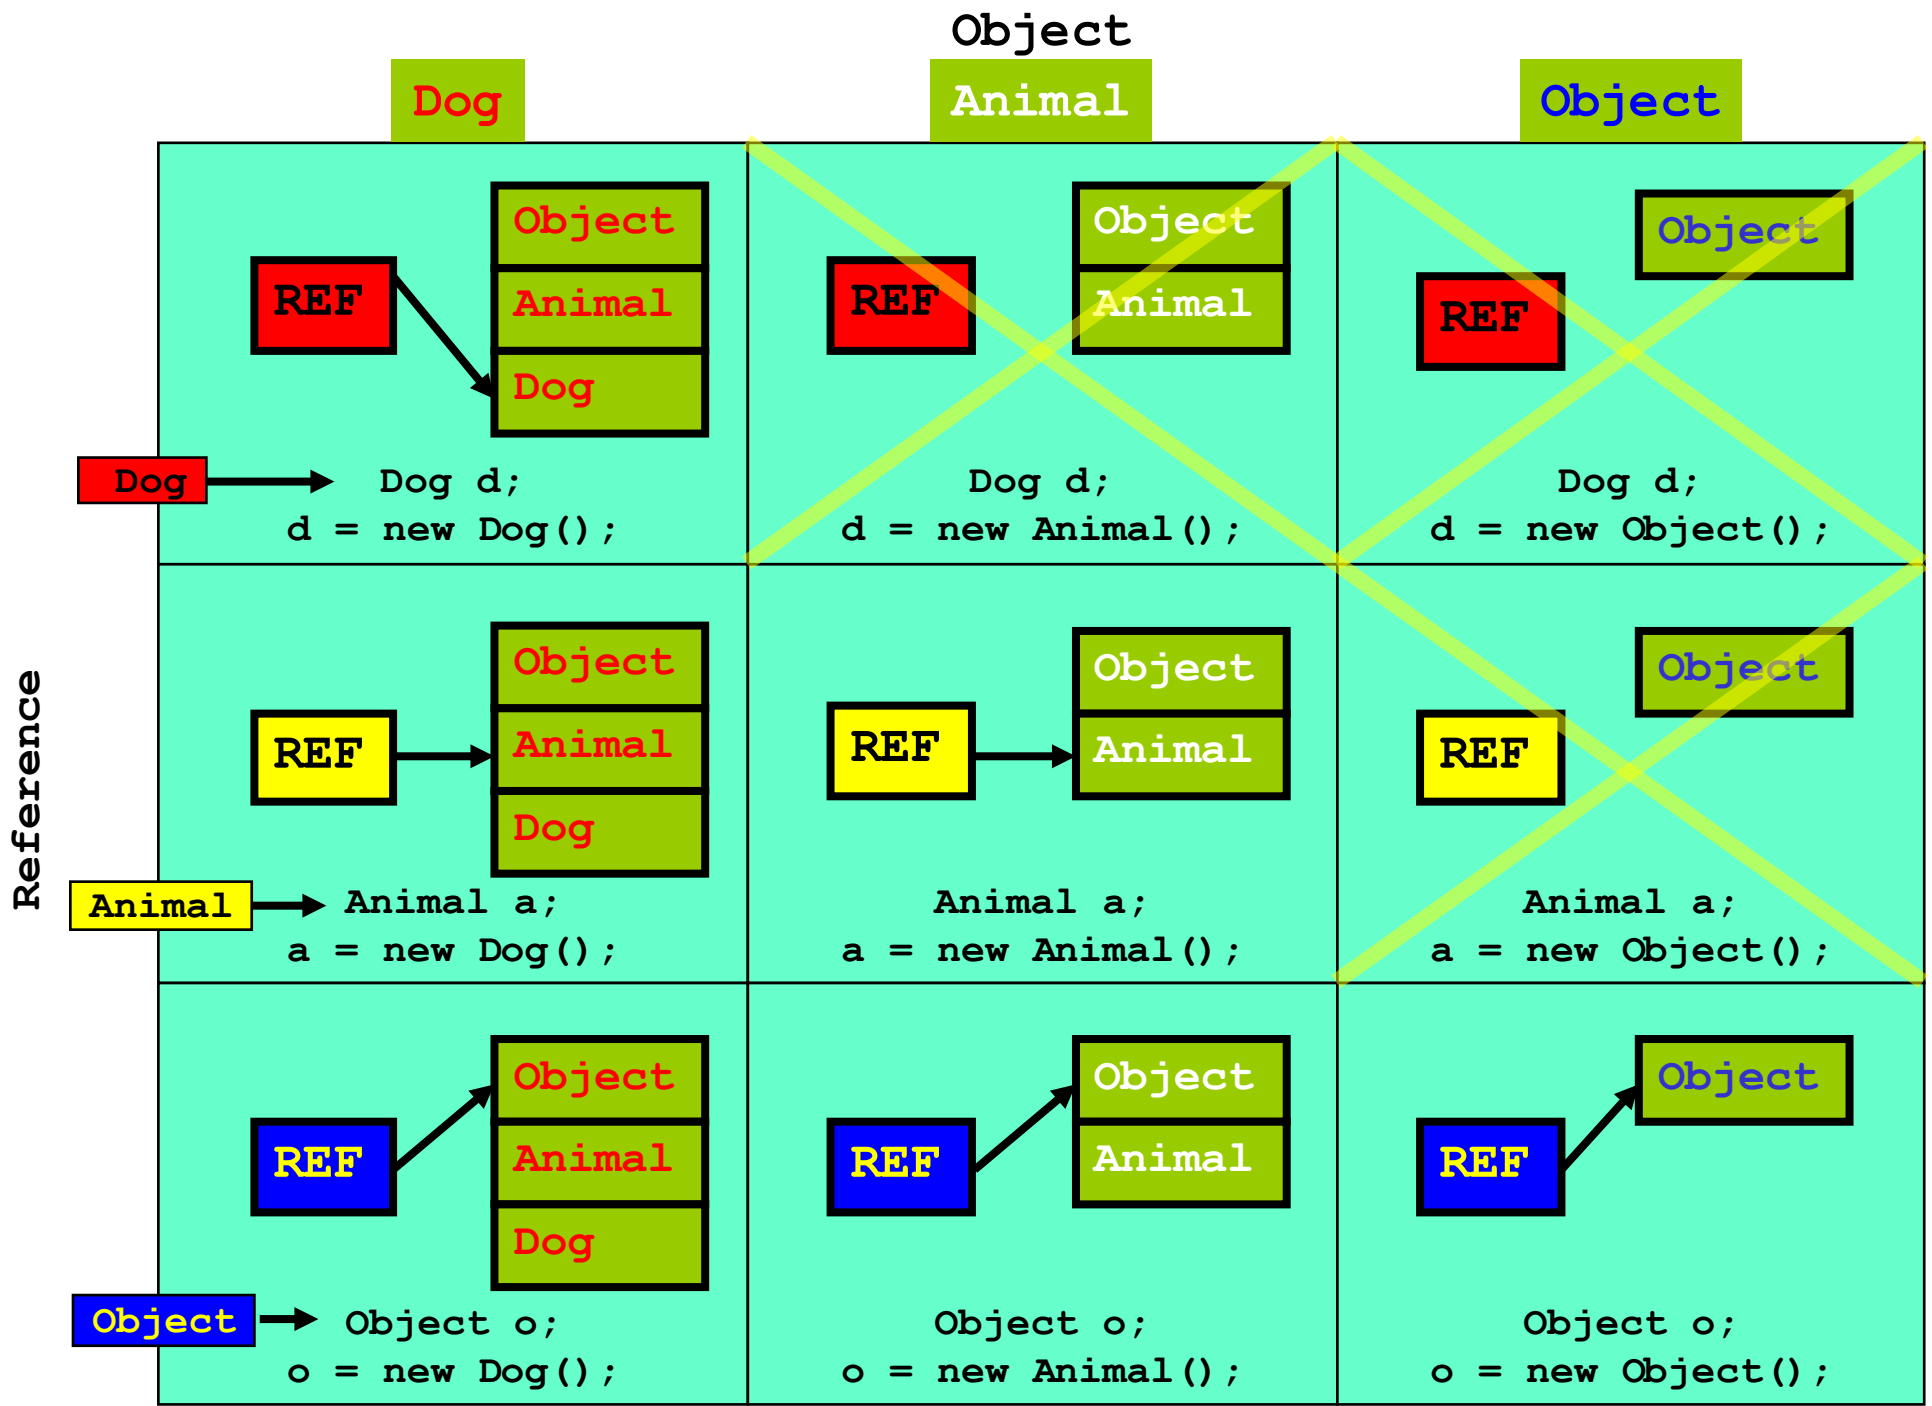 Object
Dog
Animal
Object
Reference
Dog
REF
Object
Animal
Dog
Dog d;
d = new Dog();
REF
Object
Animal
Dog d;
d = new Animal();
REF
Object
Dog d;
d = new Object();
Animal
REF
Object
Animal
Dog
Animal a;
a = new Dog();
REF
Object
Animal
Animal a;
a = new Animal();
REF
Object
Animal a;
a = new Object();
Object
REF
Object
Animal
Dog
Object o;
o = new Dog();
REF
Object
Animal
Object o;
o = new Animal();
REF
Object
Object o;
o = new Object();